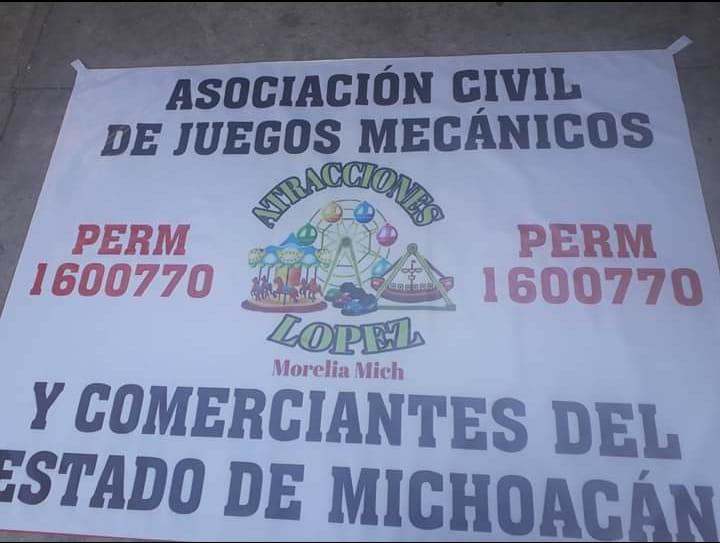 ASOCIACIÓN CIVIL
DE JUEGOS MECÁNICOS
ATRACCIONES
PERM
1600770
PERM
1600770
LOPEZ
Morelia Mich
Y COMERCIANTES DEL
ESTADO DE MICHOACÁN